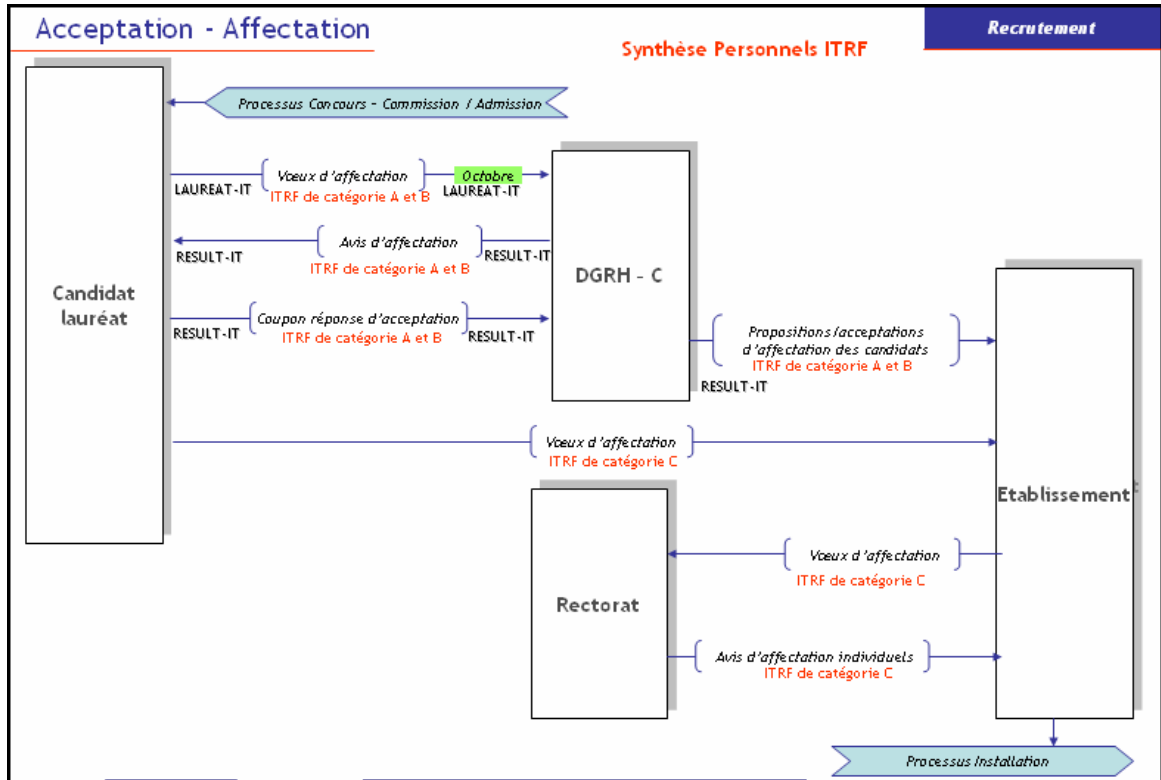 Acceptation - Affectation
Recrutement
Synthèse Personnels ITRF
Processus Concours - Commission / Admission
Vœux d'affectation
Octobre
LAUREAT-IT
ITRF de catégorie A et B
LAUREAT-IT
Avis d'affectation
RESULT-IT
ITRF de catégorie A et B
RESULT-IT
DGRH - C
Candidat
lauréat
Coupon réponse d'acceptation
RESULT-IT
ITRF de catégorie A et B
RESULT-IT
Propositions/acceptations
d'affectation des candidats
ITRF de catégorie A et B
RESULT-IT
Vœux d'affectation
ITRF de catégorie C
Etablissement
Vœux d'affectation
ITRF de catégorie C
Rectorat
Avis d'affectation individuels
ITRF de catégorie C
Processus Installation